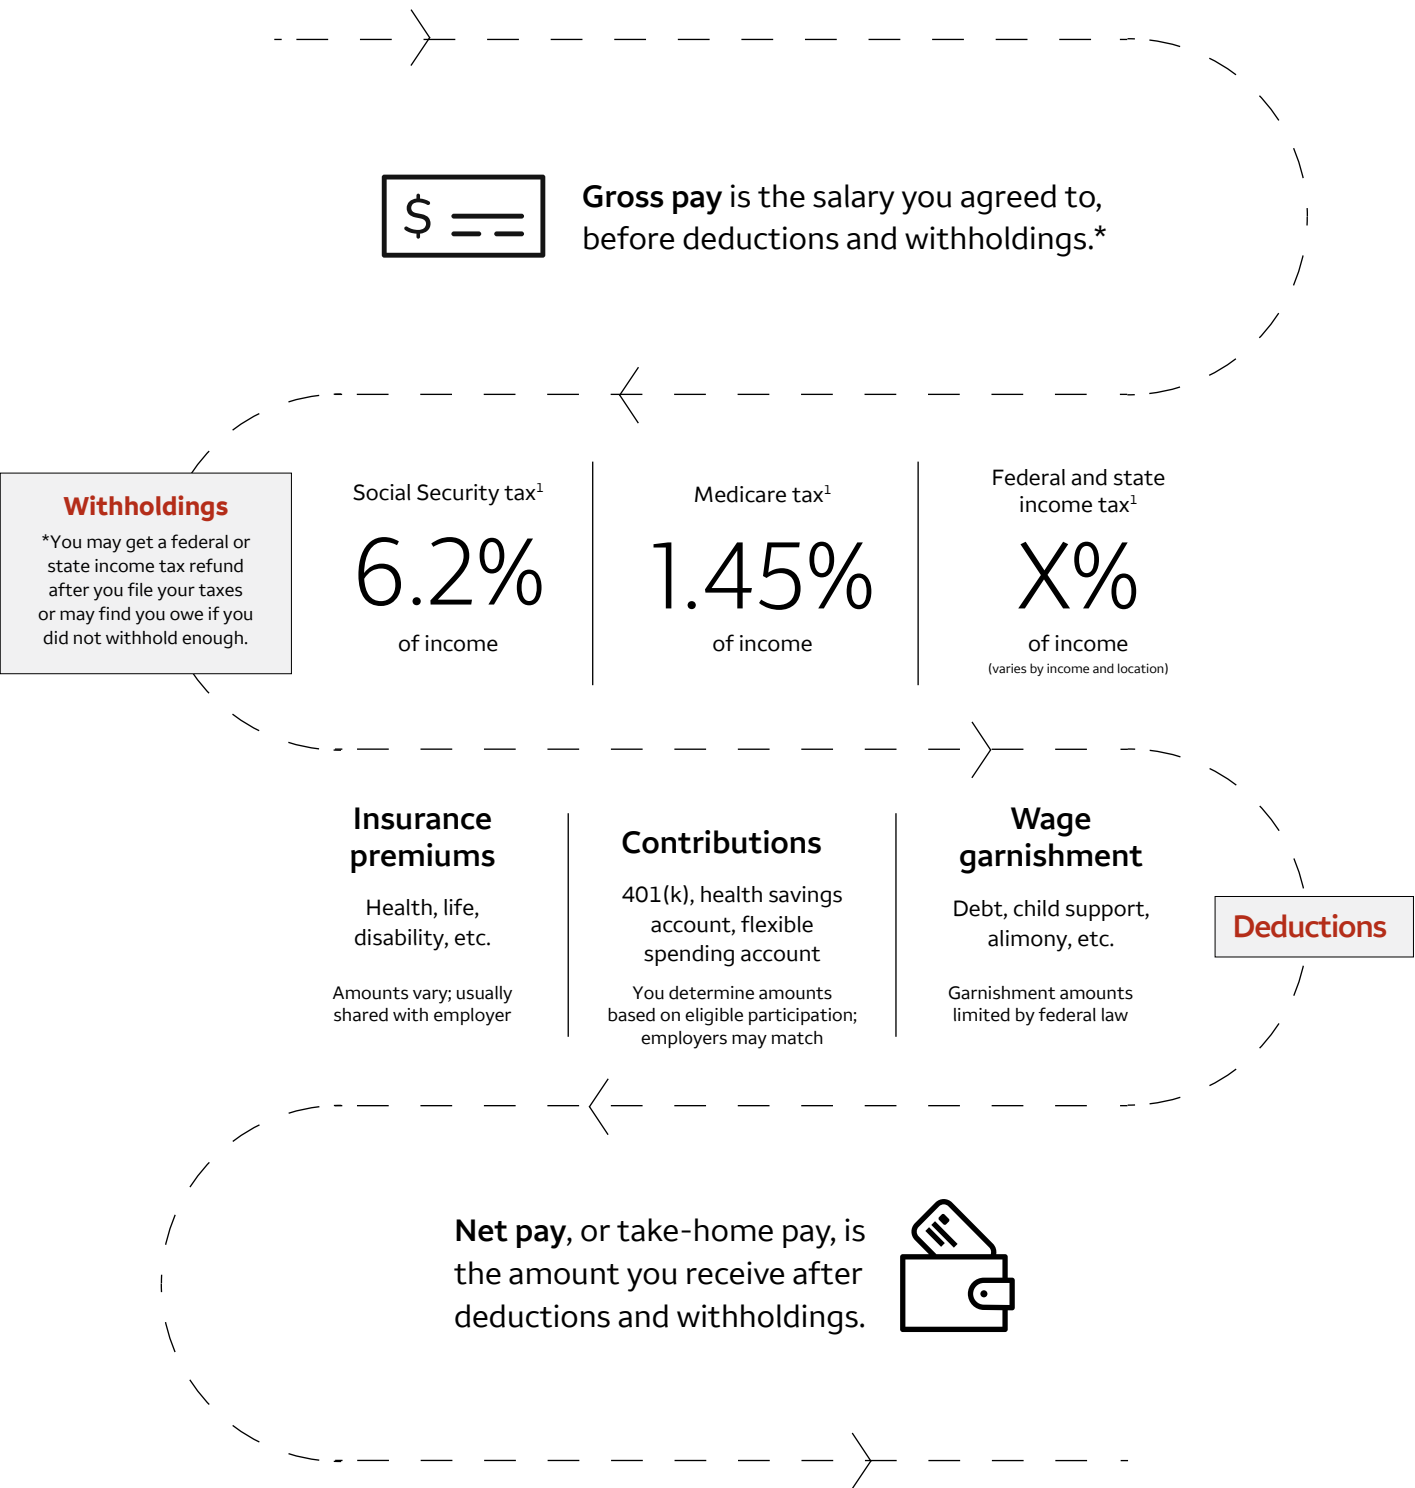 $
Gross pay is the salary you agreed to,
before deductions and withholdings.*
Withholdings
*You may get a federal or
state income tax refund
after you file your taxes
or may find you owe if you
did not withhold enough.
Social Security tax¹
6.2%
of income
Medicare tax¹
1.45%
of income
Federal and state
income tax¹
X%
of income
(varies by income and location)
Insurance
premiums
Health, life,
disability, etc.
Amounts vary; usually
shared with employer
Contributions
401(k), health savings
account, flexible
spending account
You determine amounts
based on eligible participation;
employers may match
Wage
garnishment
Debt, child support,
alimony, etc.
Garnishment amounts
limited by federal law
Deductions
Net pay, or take-home pay, is
the amount you receive after
deductions and withholdings.